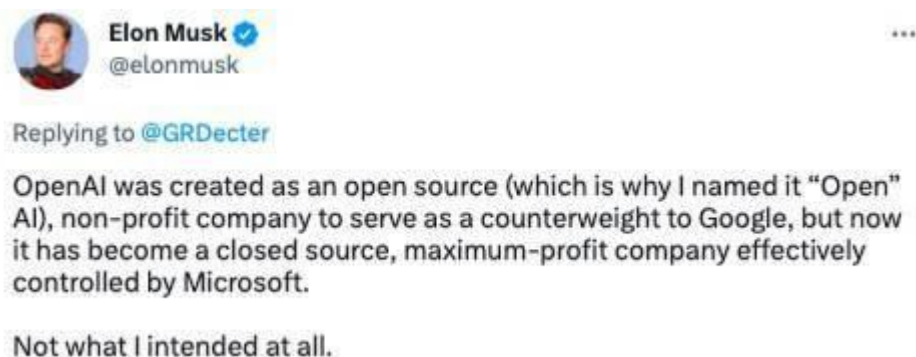 Elon Musk
@elonmusk
Replying to @GRDecter
OpenAI was created as an open source (which is why I named it “Open”
AI), non-profit company to serve as a counterweight to Google, but now
it has become a closed source, maximum-profit company effectively
controlled by Microsoft.
Not what I intended at all.